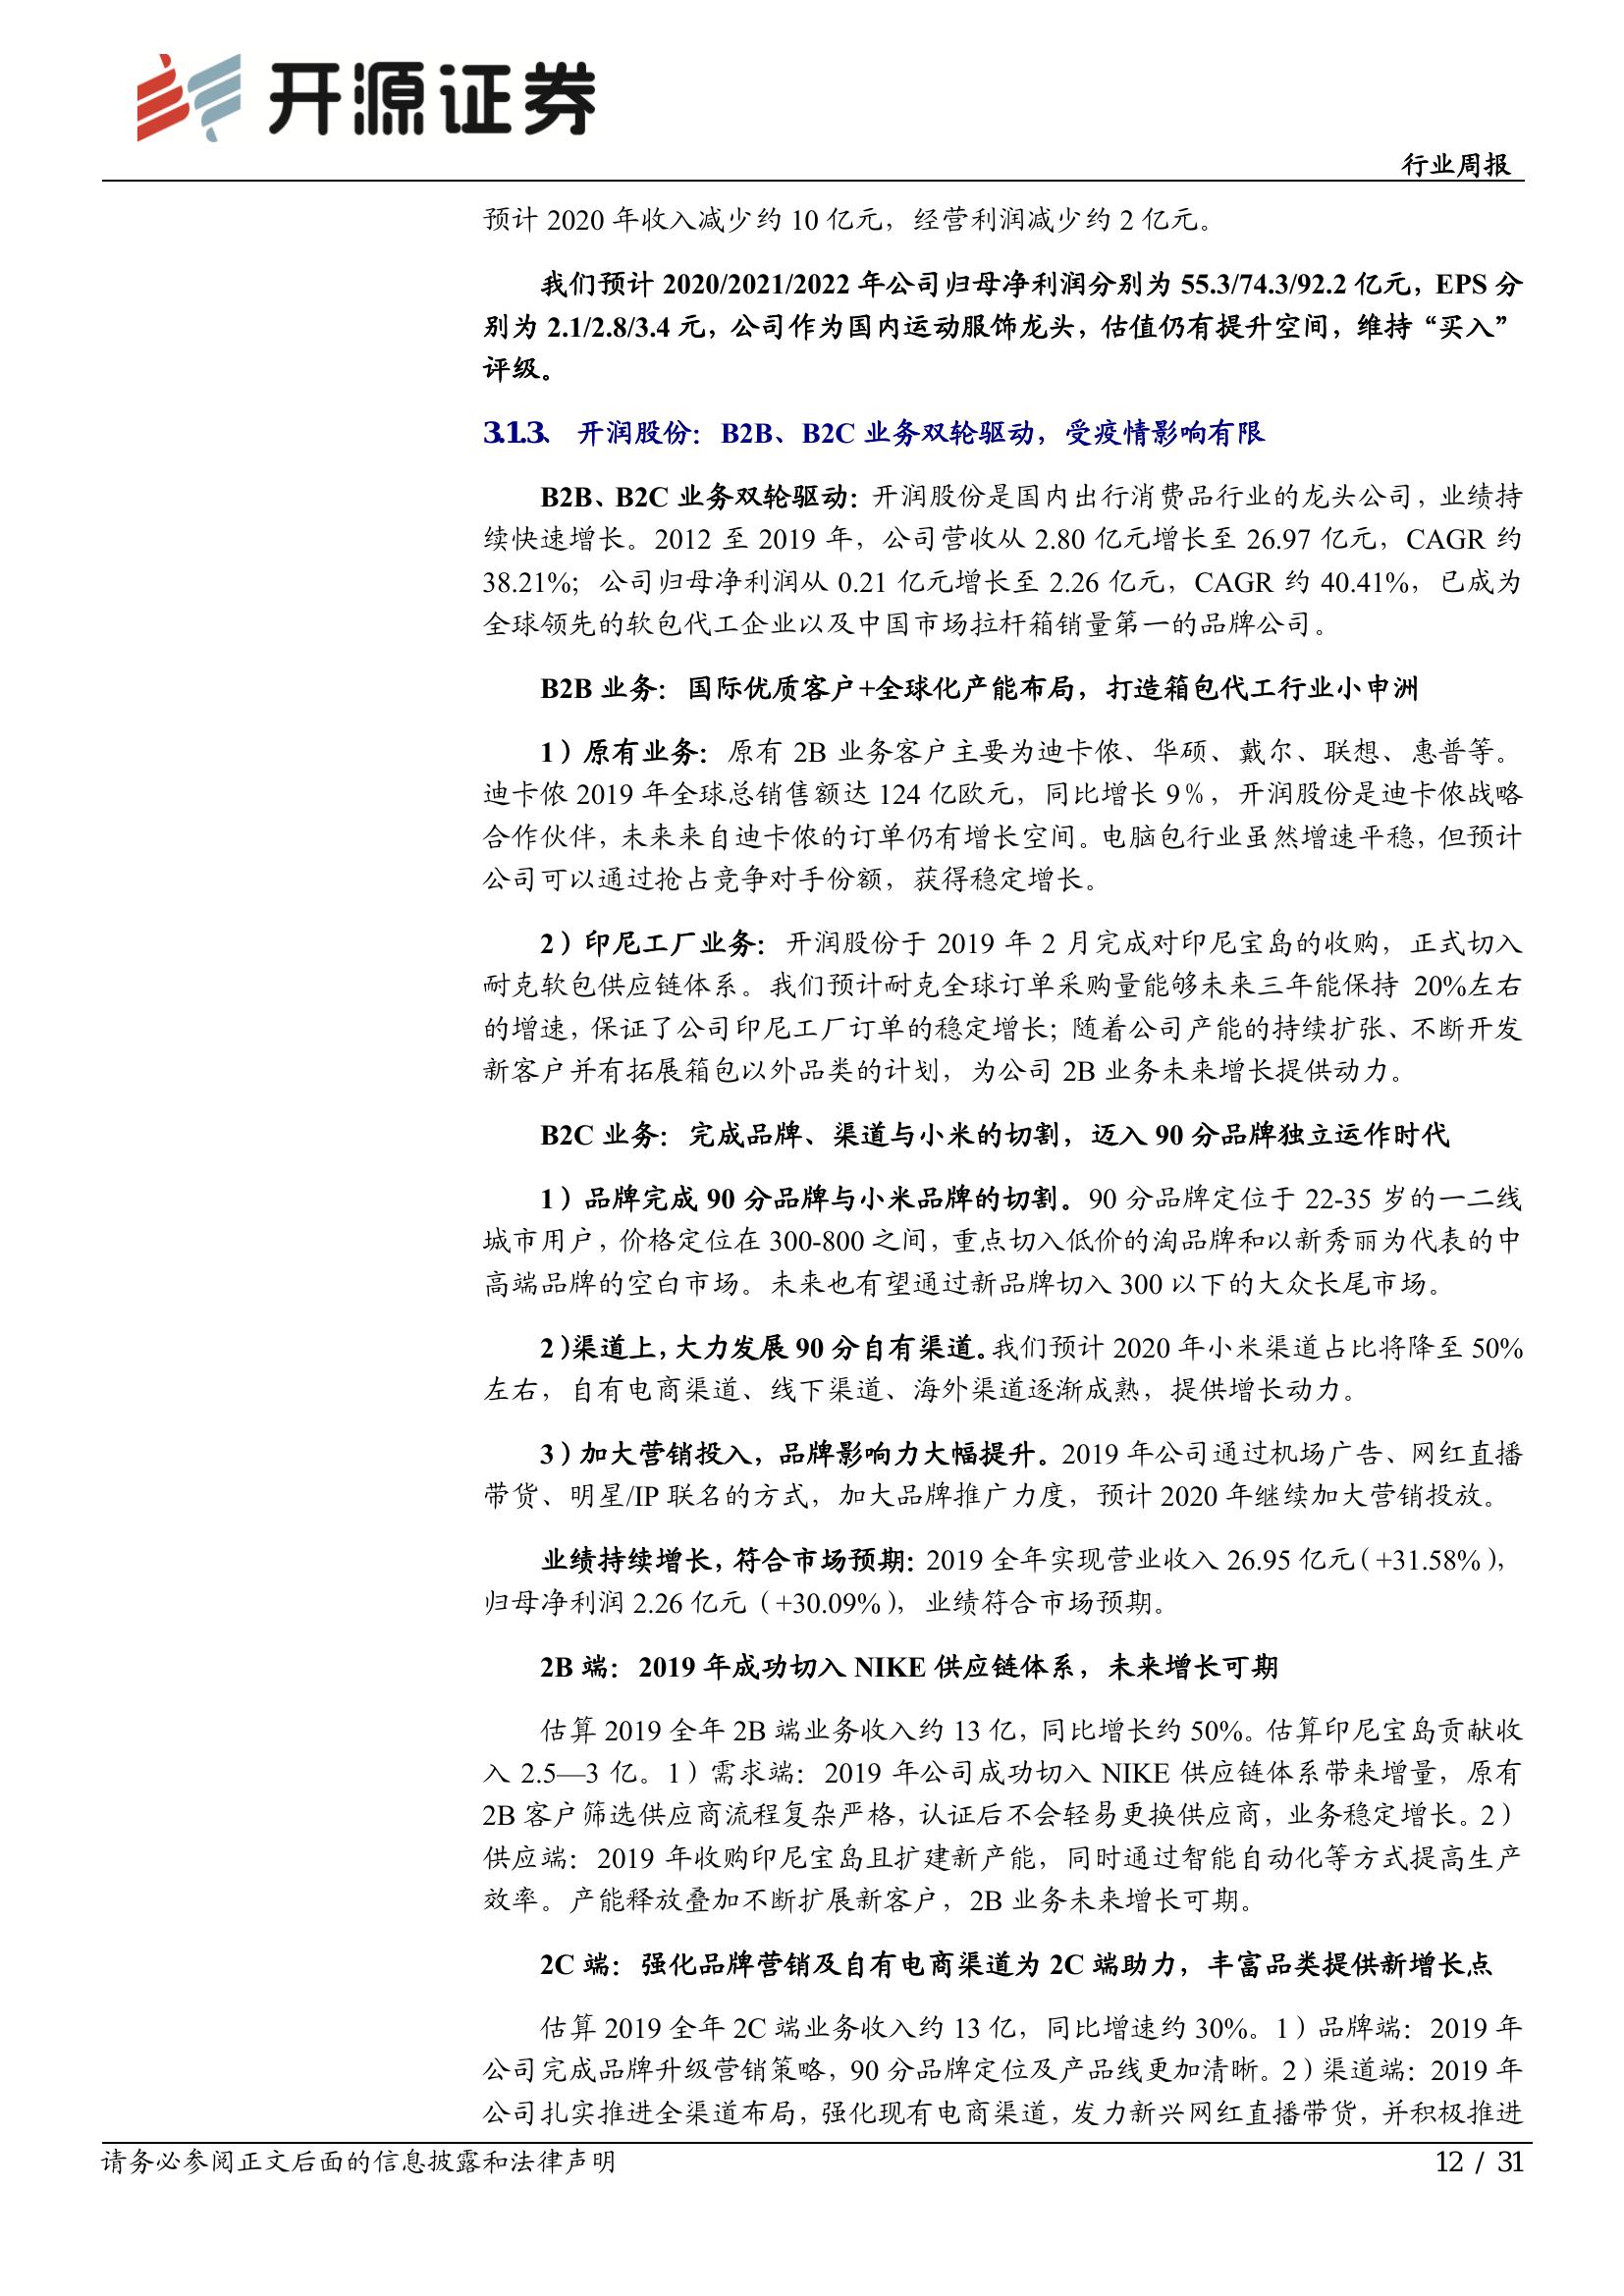 开源证券
行业周报
预计 2020 年收入减少约 10 亿元，经营利润减少约 2 亿元。
我们预计 2020/2021/2022 年公司归母净利润分别为 55.3/74.3/92.2 亿元，EPS 分
别为 2.1/2.8/3.4 元，公司作为国内运动服饰龙头，估值仍有提升空间，维持“买入”
评级。
3.1.3、 开润股份：B2B、B2C 业务双轮驱动，受疫情影响有限
B2B、B2C 业务双轮驱动：开润股份是国内出行消费品行业的龙头公司，业绩持
续快速增长。2012 至 2019 年，公司营收从 2.80 亿元增长至 26.97 亿元，CAGR 约
38.21%；公司归母净利润从 0.21 亿元增长至 2.26 亿元，CAGR 约 40.41%，已成为
全球领先的软包代工企业以及中国市场拉杆箱销量第一的品牌公司。
B2B 业务：国际优质客户+全球化产能布局，打造箱包代工行业小申洲
1）原有业务：原有 2B 业务客户主要为迪卡侬、华硕、戴尔、联想、惠普等。
迪卡侬 2019 年全球总销售额达 124 亿欧元，同比增长 9%，开润股份是迪卡侬战略
合作伙伴，未来来自迪卡侬的订单仍有增长空间。电脑包行业虽然增速平稳，但预计
公司可以通过抢占竞争对手份额，获得稳定增长。
2）印尼工厂业务：开润股份于 2019 年 2 月完成对印尼宝岛的收购，正式切入
耐克软包供应链体系。我们预计耐克全球订单采购量能够未来三年能保持 20%左右
的增速，保证了公司印尼工厂订单的稳定增长；随着公司产能的持续扩张、不断开发
新客户并有拓展箱包以外品类的计划，为公司 2B 业务未来增长提供动力。
B2C 业务：完成品牌、渠道与小米的切割，迈入 90 分品牌独立运作时代
1）品牌完成 90 分品牌与小米品牌的切割。90 分品牌定位于 22-35 岁的一二线
城市用户，价格定位在 300-800 之间，重点切入低价的淘品牌和以新秀丽为代表的中
高端品牌的空白市场。未来也有望通过新品牌切入 300 以下的大众长尾市场。
2）渠道上，大力发展 90 分自有渠道。我们预计 2020 年小米渠道占比将降至 50%
左右，自有电商渠道、线下渠道、海外渠道逐渐成熟，提供增长动力。
3）加大营销投入，品牌影响力大幅提升。2019 年公司通过机场广告、网红直播
带货、明星/IP 联名的方式，加大品牌推广力度，预计 2020 年继续加大营销投放。
业绩持续增长，符合市场预期：2019 全年实现营业收入 26.95 亿元（+31.58%），
归母净利润 2.26 亿元（+30.09%），业绩符合市场预期。
2B 端：2019 年成功切入 NIKE 供应链体系，未来增长可期
估算 2019 全年 2B 端业务收入约 13 亿，同比增长约 50%。估算印尼宝岛贡献收
入 2.5—3 亿。1）需求端：2019 年公司成功切入 NIKE 供应链体系带来增量，原有
2B 客户筛选供应商流程复杂严格，认证后不会轻易更换供应商，业务稳定增长。2）
供应端：2019 年收购印尼宝岛且扩建新产能，同时通过智能自动化等方式提高生产
效率。产能释放叠加不断扩展新客户，2B 业务未来增长可期。
2C 端：强化品牌营销及自有电商渠道为 2C 端助力，丰富品类提供新增长点
估算 2019 全年 2C 端业务收入约 13 亿，同比增速约 30%。1）品牌端：2019 年
公司完成品牌升级营销策略，90 分品牌定位及产品线更加清晰。2）渠道端：2019 年
公司扎实推进全渠道布局，强化现有电商渠道，发力新兴网红直播带货，并积极推进
请务必参阅正文后面的信息披露和法律声明
12 / 31